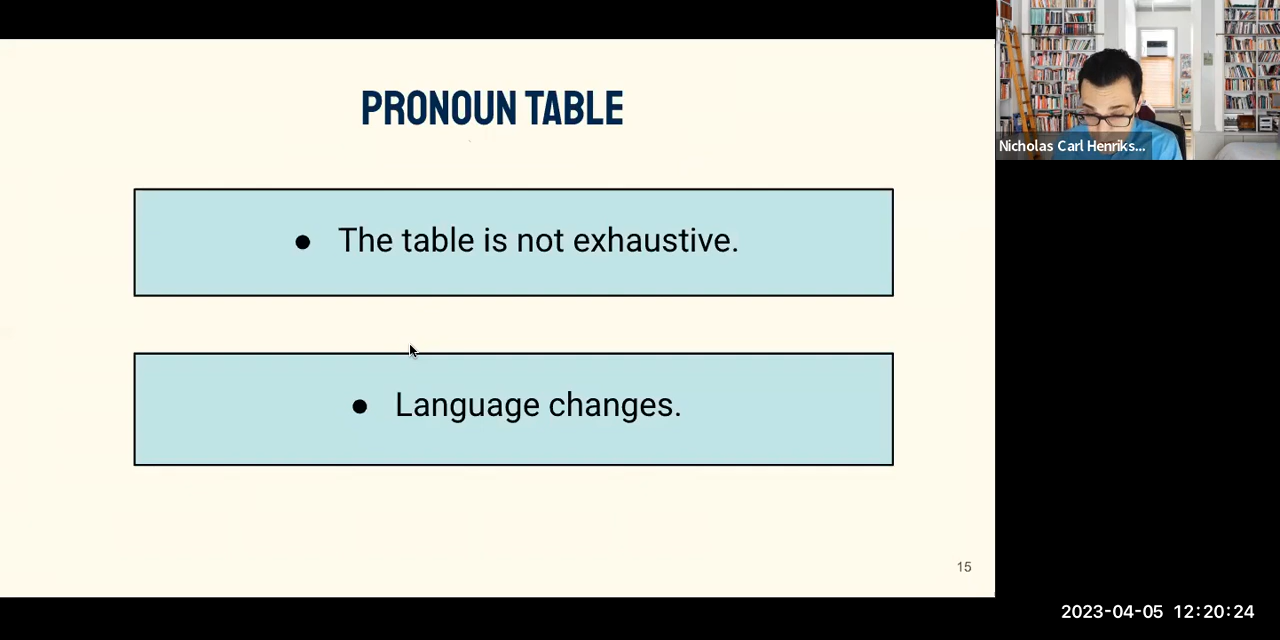 PRONOUN TABLE
● The table is not exhaustive.
● Language changes.
15
Nicholas Carl Henriks...
2023-04-05 12:20:24